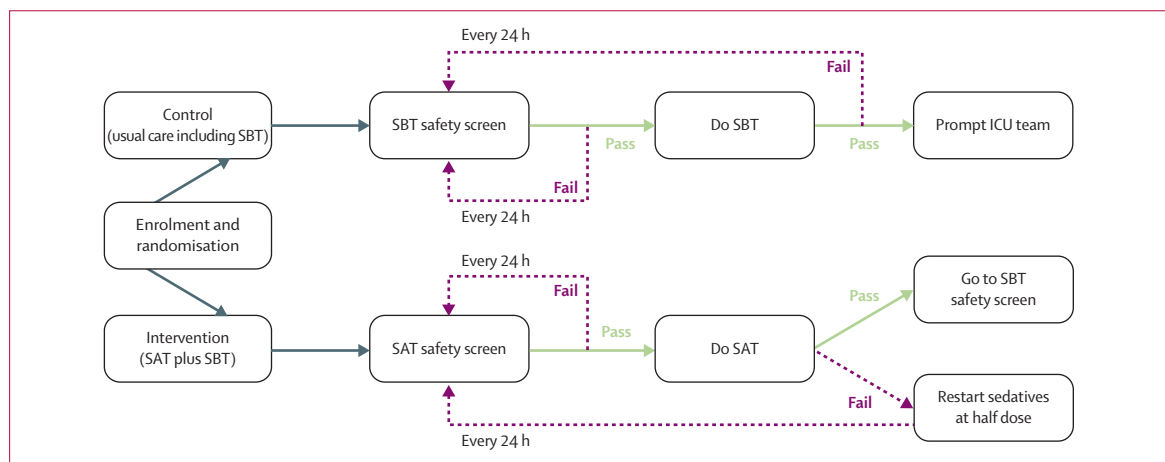 Every 24 h
Fail
Control
(usual care including SBT)
SBT safety screen
Pass
Do SBT
Pass
Prompt ICU team
Fail
Every 24 h
Enrolment and
randomisation
Every 24 h
Fail
Intervention
(SAT plus SBT)
SAT safety screen
Pass
Do SAT
Pass
Go to SBT
safety screen
Fail
Restart sedatives
at half dose
Every 24 h